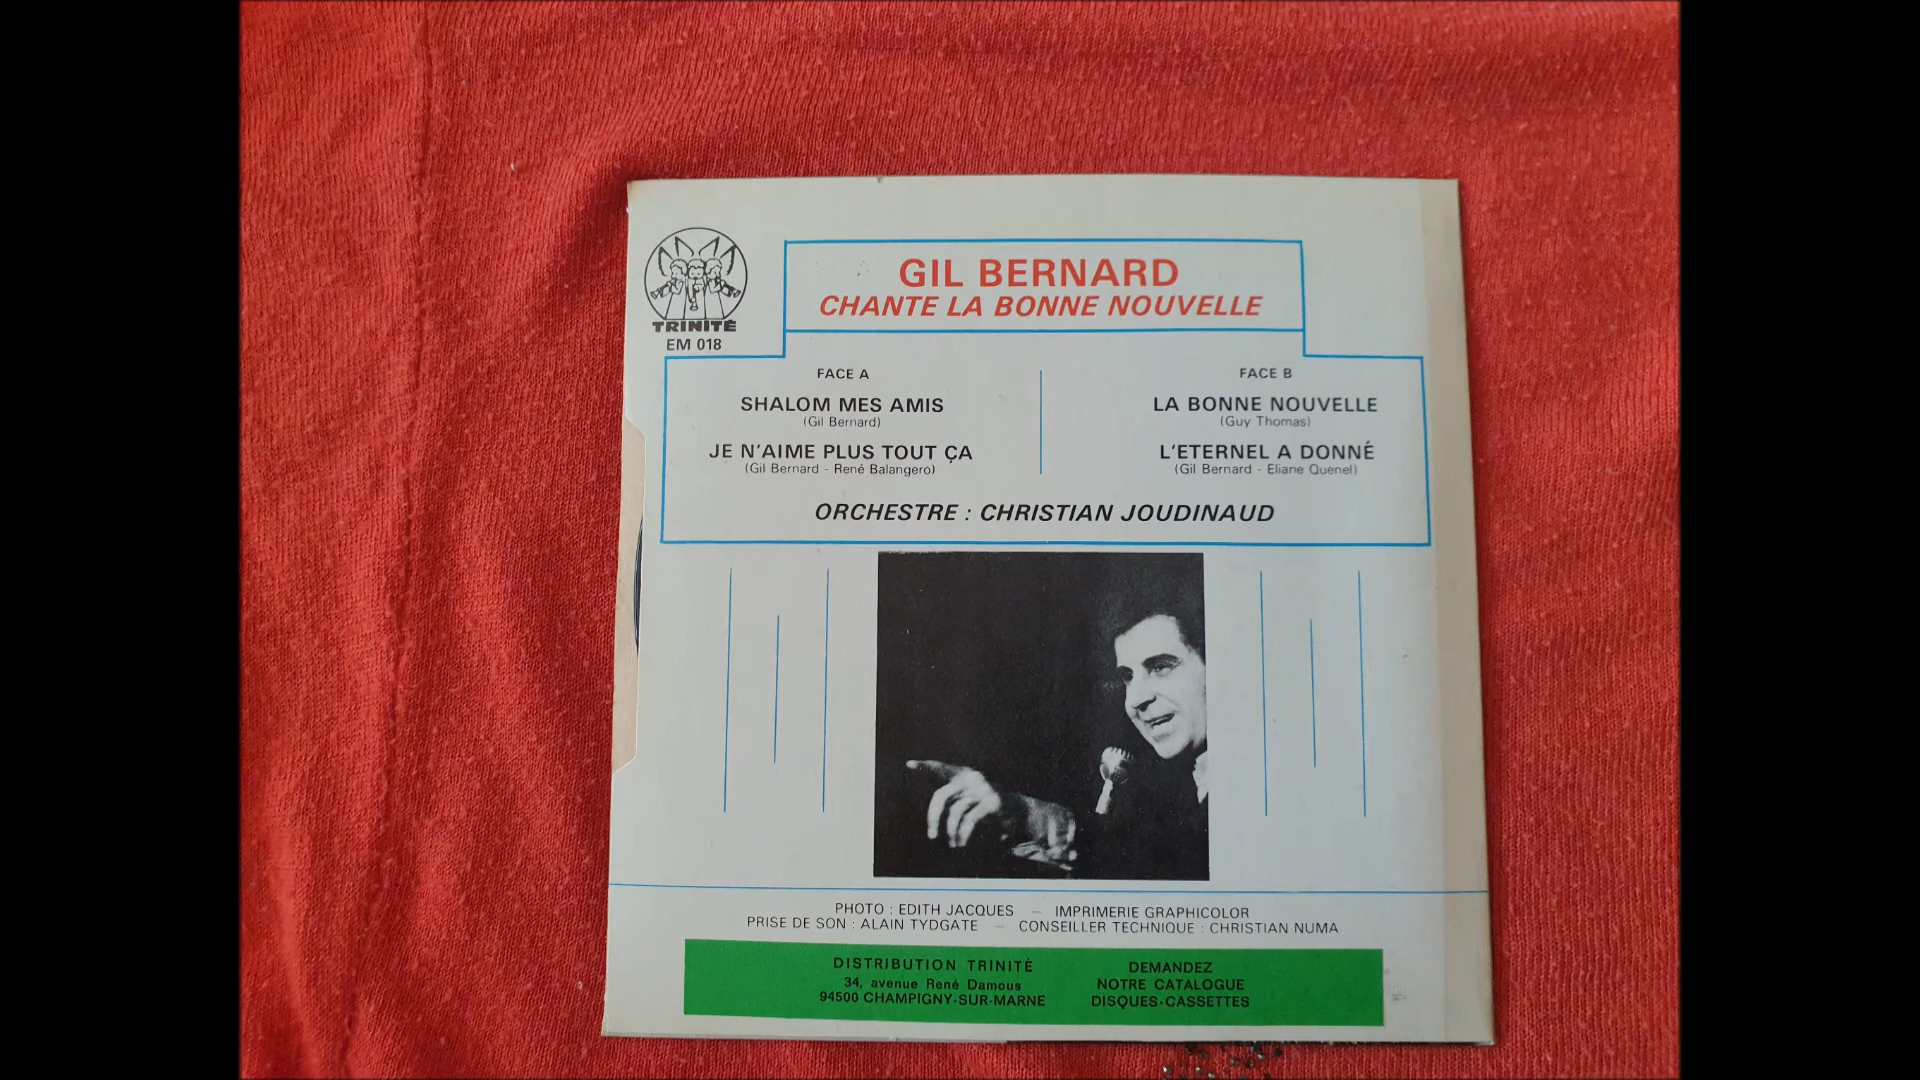 GIL BERNARD
CHANTE LA BONNE NOUVELLE
TRINITÉ
EM 018
FACE A
SHALOM MES AMIS
(Gil Bernard)
JE N'AIME PLUS TOUT ÇA
(Gil Bernard - René Balangero)
FACE B
LA BONNE NOUVELLE
(Guy Thomas)
L'ETERNEL A DONNÉ
(Gil Bernard - Eliane Quenel)
ORCHESTRE : CHRISTIAN JOUDINAUD
PHOTO : EDITH JACQUES — IMPRIMERIE GRAPHICOLOR
PRISE DE SON : ALAIN TYDGATE — CONSEILLER TECHNIQUE : CHRISTIAN NUMA
DISTRIBUTION TRINITÉ
34, avenue René Damous
94500 CHAMPIGNY-SUR-MARNE
DEMANDEZ
NOTRE CATALOGUE
DISQUES-CASSETTES